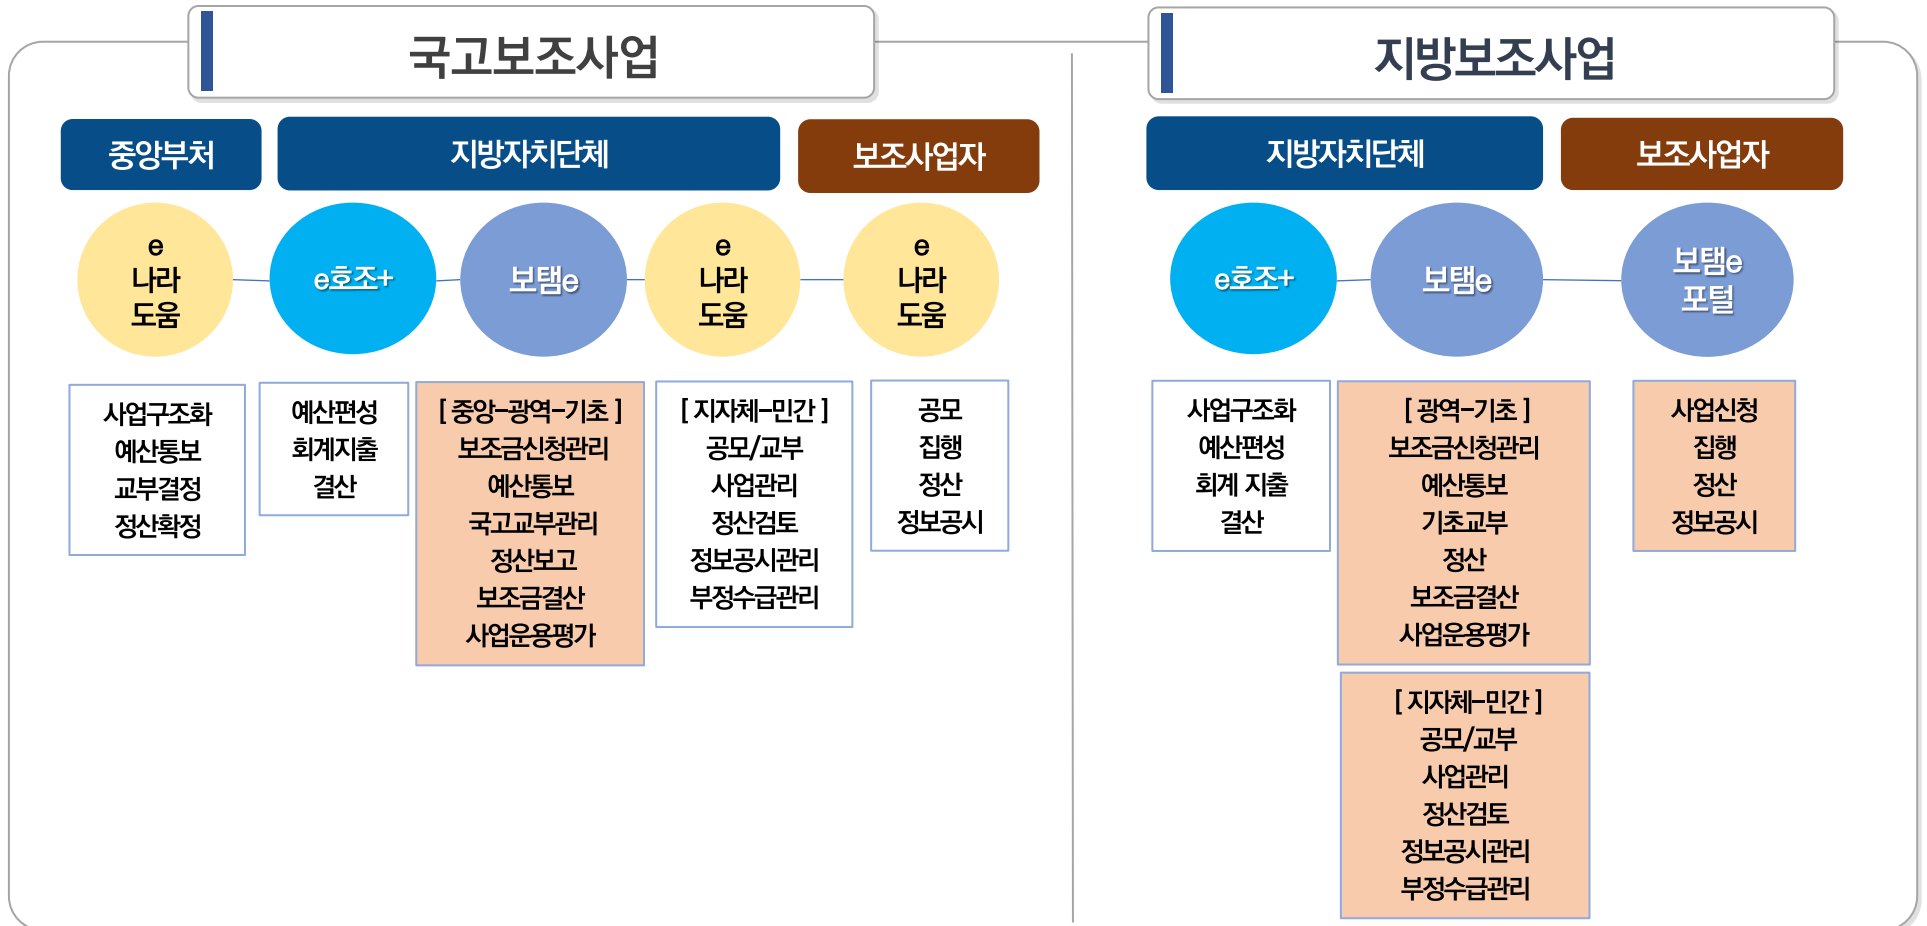 국고보조사업
중앙부처
지방자치단체
보조사업자
e
나라
도움
e호조+
보탬e
e
나라
도움
e
나라
도움
사업구조화
예산통보
교부결정
정산확정
예산편성
회계지출
결산
[ 중앙-광역-기초 ]
보조금신청관리
예산통보
국고교부관리
정산보고
보조금결산
사업운용평가
[ 지자체-민간 ]
공모/교부
사업관리
정산검토
정보공시관리
부정수급관리
공모
집행
정산
정보공시
지방보조사업
지방자치단체
보조사업자
e호조+
보탬e
보탬e
포털
사업구조화
예산편성
회계 지출
결산
[ 광역-기초 ]
보조금신청관리
예산통보
기초교부
정산
보조금결산
사업운용평가
[ 지자체-민간 ]
공모/교부
사업관리
정산검토
정보공시관리
부정수급관리
사업신청
집행
정산
정보공시